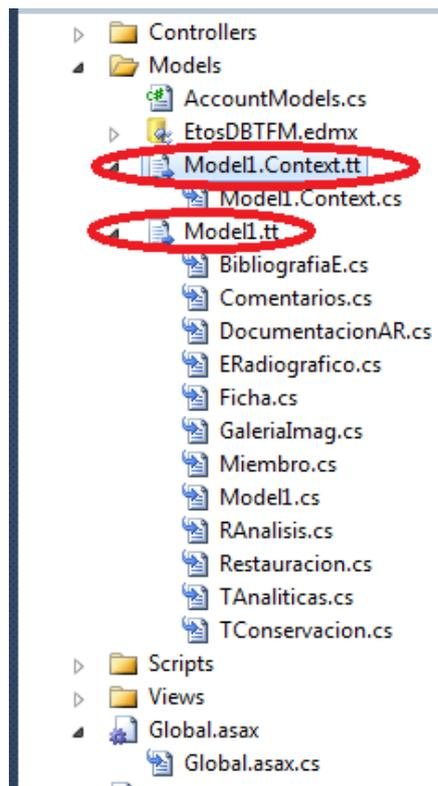 Controllers
Models
AccountModels.cs
EtosDBTFM.edmx
Model1.Context.tt
Model1.Context.cs
Model1.tt
BibliografiaE.cs
Comentarios.cs
DocumentacionAR.cs
ERadiografico.cs
Ficha.cs
GaleriaImag.cs
Miembro.cs
Model1.cs
RAnalisis.cs
Restauracion.cs
TAnaliticas.cs
TConservacion.cs
Scripts
Views
Global.asax
Global.asax.cs